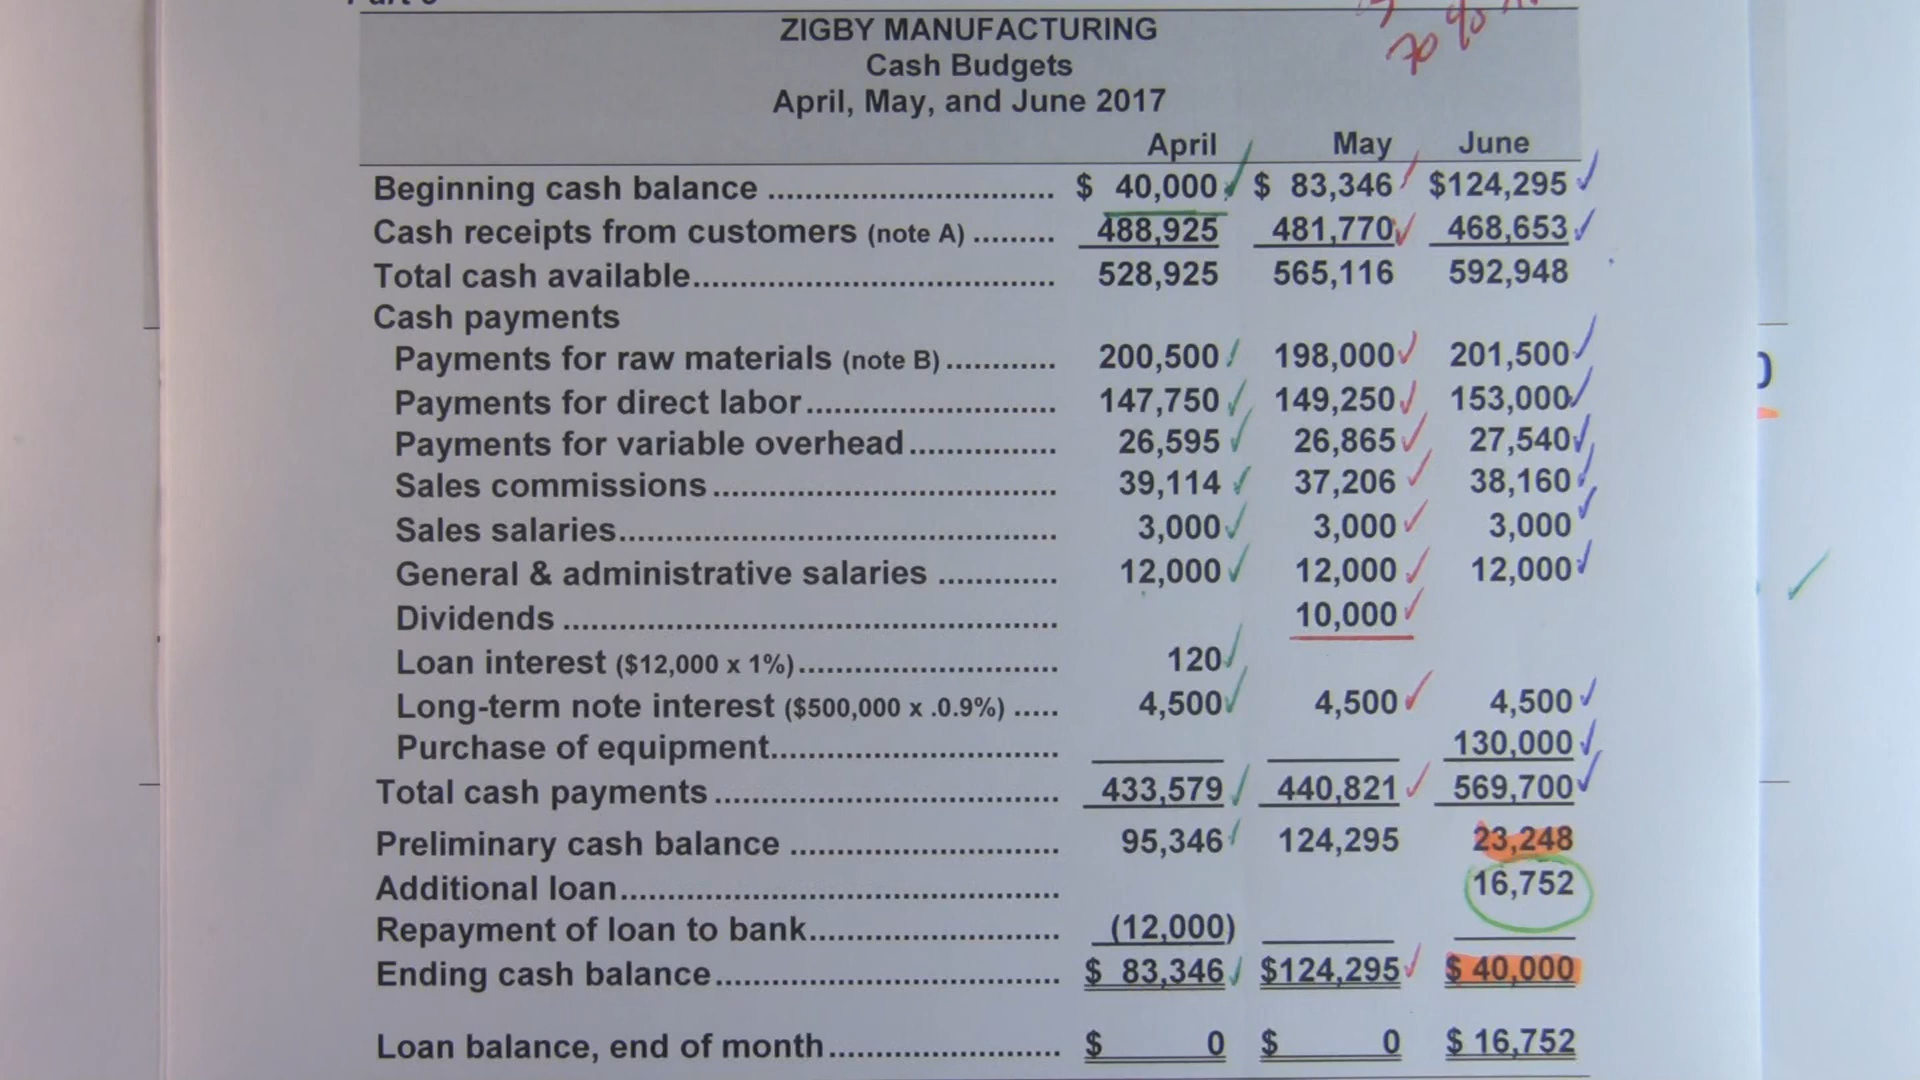 ZIGBY MANUFACTURING
Cash Budgets
April, May, and June 2017
April May June
Beginning cash balance .............................. $ 40,000 $ 83,346 $124,295
Cash receipts from customers (note A) ......... 488,925 481,770 468,653
Total cash available...................................... 528,925 565,116 592,948
Cash payments
Payments for raw materials (note B) ............ 200,500 198,000 201,500
Payments for direct labor........................... 147,750 149,250 153,000
Payments for variable overhead ................ 26,595 26,865 27,540
Sales commissions ..................................... 39,114 37,206 38,160
Sales salaries............................................... 3,000 3,000 3,000
General & administrative salaries ............. 12,000 12,000 12,000
Dividends ..................................................... 10,000
Loan interest ($12,000 x 1%)............................ 120
Long-term note interest ($500,000 x .0.9%) ..... 4,500 4,500 4,500
Purchase of equipment............................... 130,000
Total cash payments ..................................... 433,579 440,821 569,700
Preliminary cash balance ............................. 95,346 124,295 23,248
Additional loan............................................... 16,752
Repayment of loan to bank........................... (12,000)
Ending cash balance ..................................... $ 83,346 $124,295 $ 40,000
Loan balance, end of month ......................... $ 0 $ 0 $ 16,752